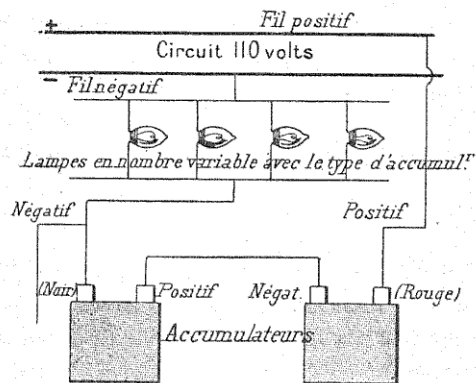 + Fil positif
Circuit 110 volts
− Fil négatif
Lampes en nombre variable avec le type d'accumulr.
Négatif Positif
(Noir) Positif Négat. (Rouge)
Accumulateurs